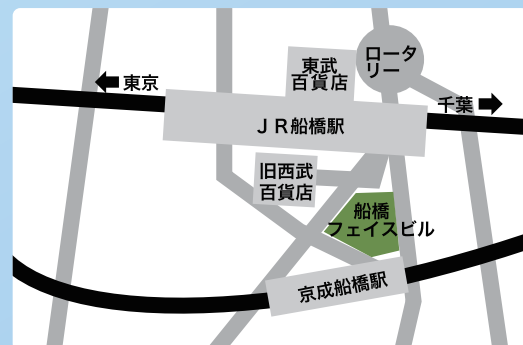 ロータ
リー
東京
東武
百貨店
千葉
ＪＲ船橋駅
旧西武
百貨店
船橋
フェイスビル
京成船橋駅